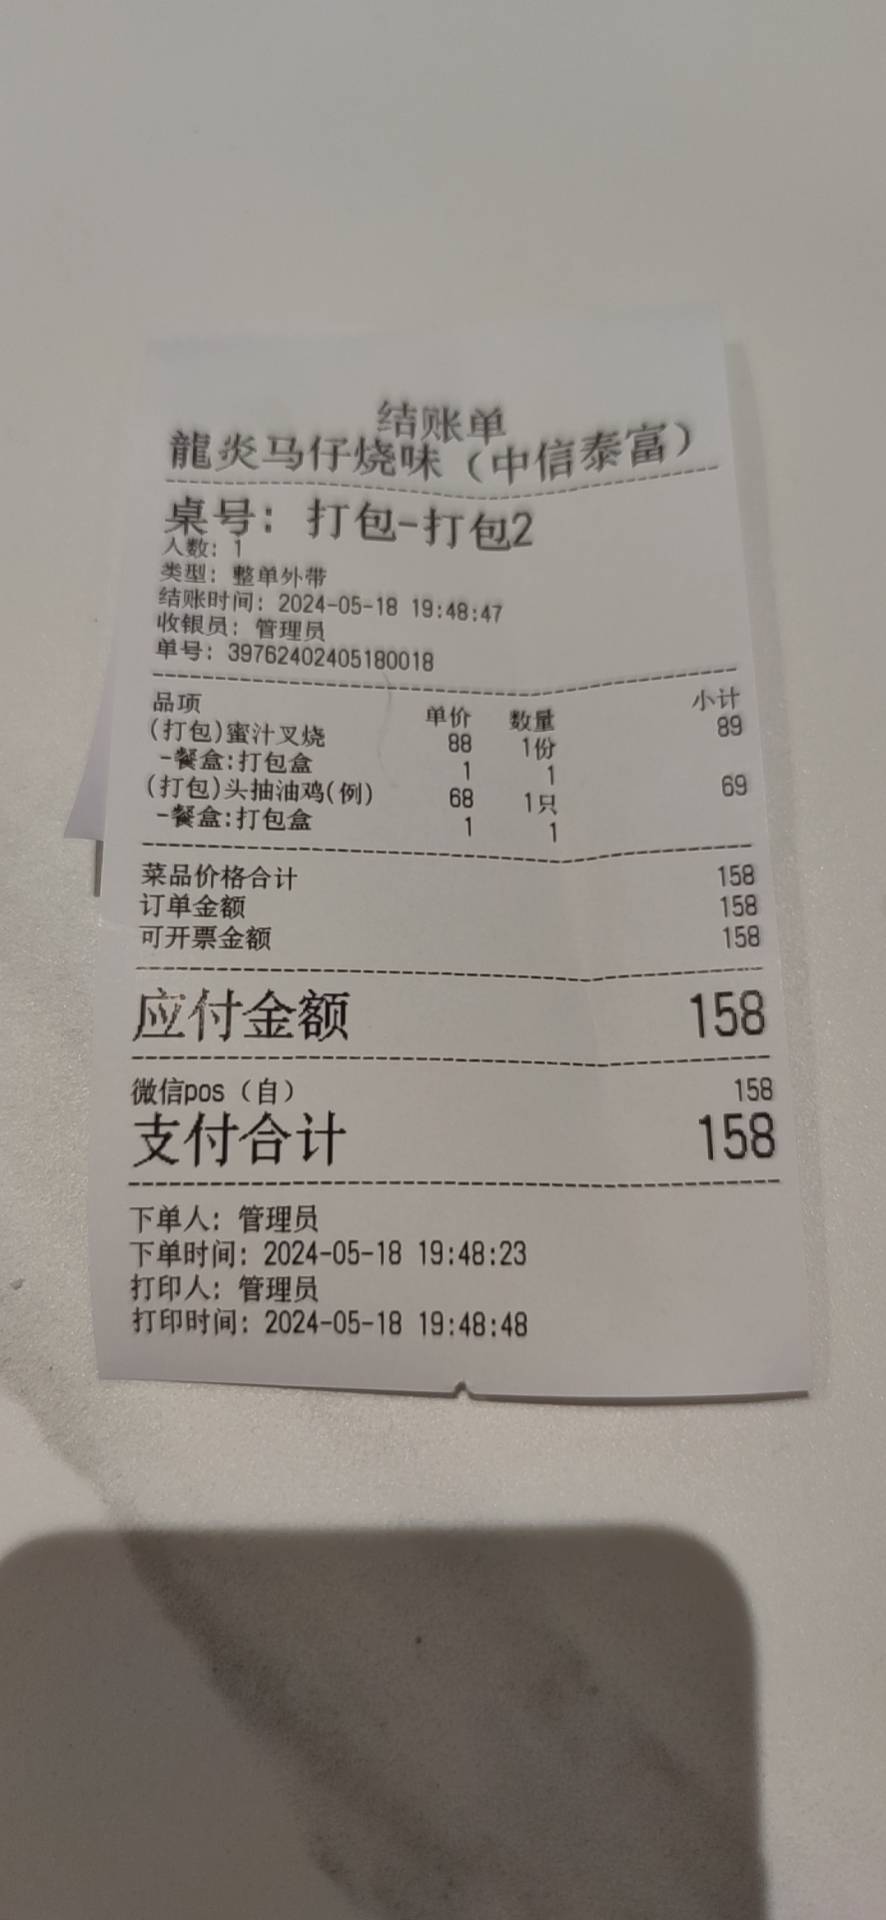 结账单
龍炎马仔烧味（中信泰富）
桌号: 打包-打包2
人数: 1
类型: 整单外带
结账时间: 2024-05-18 19:48:47
收银员: 管理员
单号: 39762402405180018
品项 单价 数量 小计
(打包)蜜汁叉烧 88 1份 89
-餐盒:打包盒 1 1
(打包)头抽油鸡(例) 68 1只 69
-餐盒:打包盒 1 1
菜品价格合计 158
订单金额 158
可开票金额 158
应付金额 158
微信pos（自） 158
支付合计 158
下单人: 管理员
下单时间: 2024-05-18 19:48:23
打印人: 管理员
打印时间: 2024-05-18 19:48:48